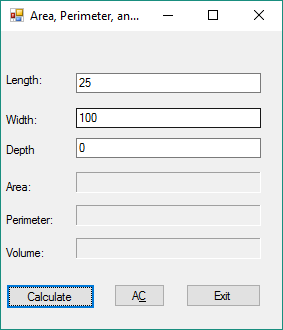 Area, Perimeter, an...
Length: 25
Width: 100
Depth 0
Area:
Perimeter:
Volume:
Calculate AC Exit